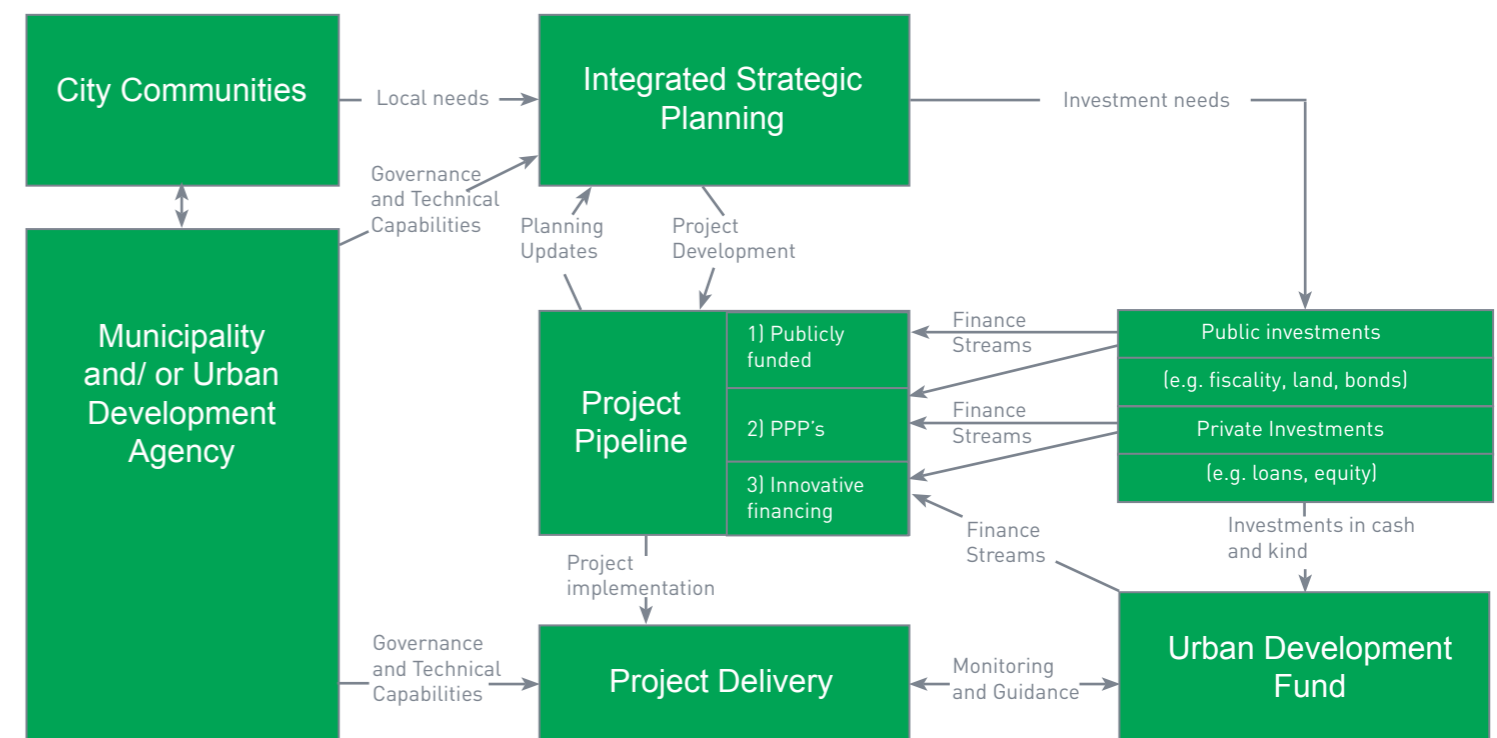 City Communities
Local needs
Integrated Strategic
Planning
Investment needs
Governance
and Technical
Capabilities
Planning
Updates
Project
Development
Municipality
and/ or Urban
Development
Agency
Project
Pipeline
1) Publicly
funded
2) PPP’s
3) Innovative
financing
Finance
Streams
Finance
Streams
Public investments
(e.g. fiscality, land, bonds)
Private Investments
(e.g. loans, equity)
Finance
Streams
Investments in cash
and kind
Project
implementation
Governance
and Technical
Capabilities
Project Delivery
Monitoring
and Guidance
Urban Development
Fund